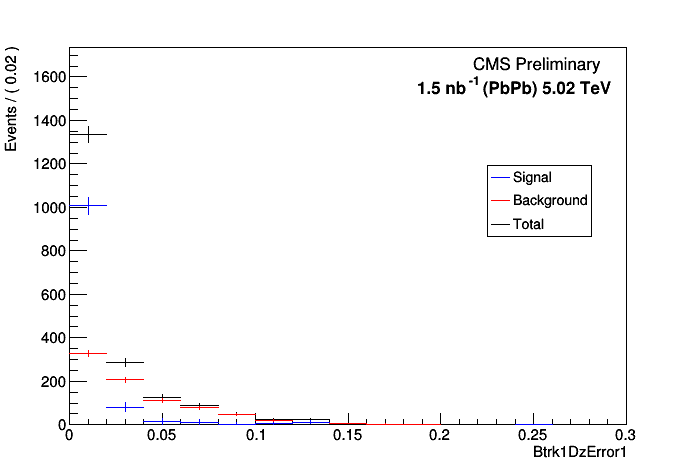 CMS Preliminary
1.5 nb⁻¹ (PbPb) 5.02 TeV
Events / ( 0.02 )
1600
1400
1200
1000
800
600
400
200
0
Signal
Background
Total
0 0.05 0.1 0.15 0.2 0.25 0.3
Btrk1DzError1